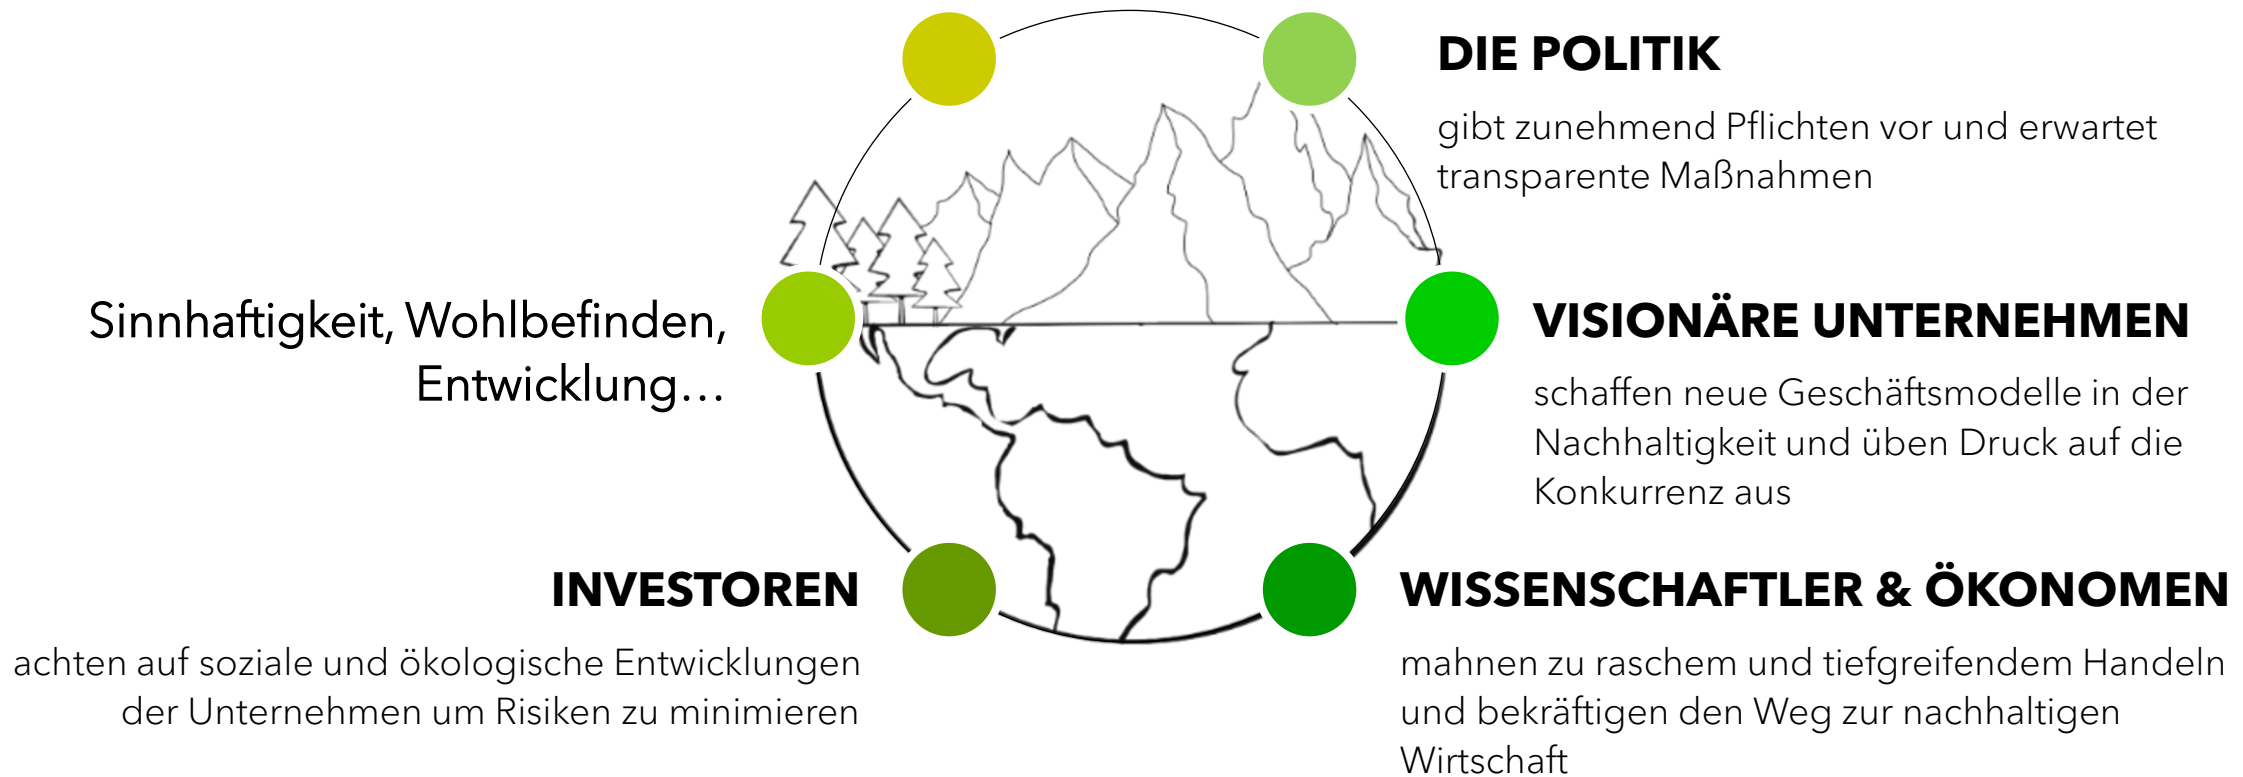 DIE POLITIK
gibt zunehmend Pflichten vor und erwartet
transparente Maßnahmen
Sinnhaftigkeit, Wohlbefinden,
Entwicklung…
VISIONÄRE UNTERNEHMEN
schaffen neue Geschäftsmodelle in der
Nachhaltigkeit und üben Druck auf die
Konkurrenz aus
INVESTOREN
achten auf soziale und ökologische Entwicklungen
der Unternehmen um Risiken zu minimieren
WISSENSCHAFTLER & ÖKONOMEN
mahnen zu raschem und tiefgreifendem Handeln
und bekräftigen den Weg zur nachhaltigen
Wirtschaft